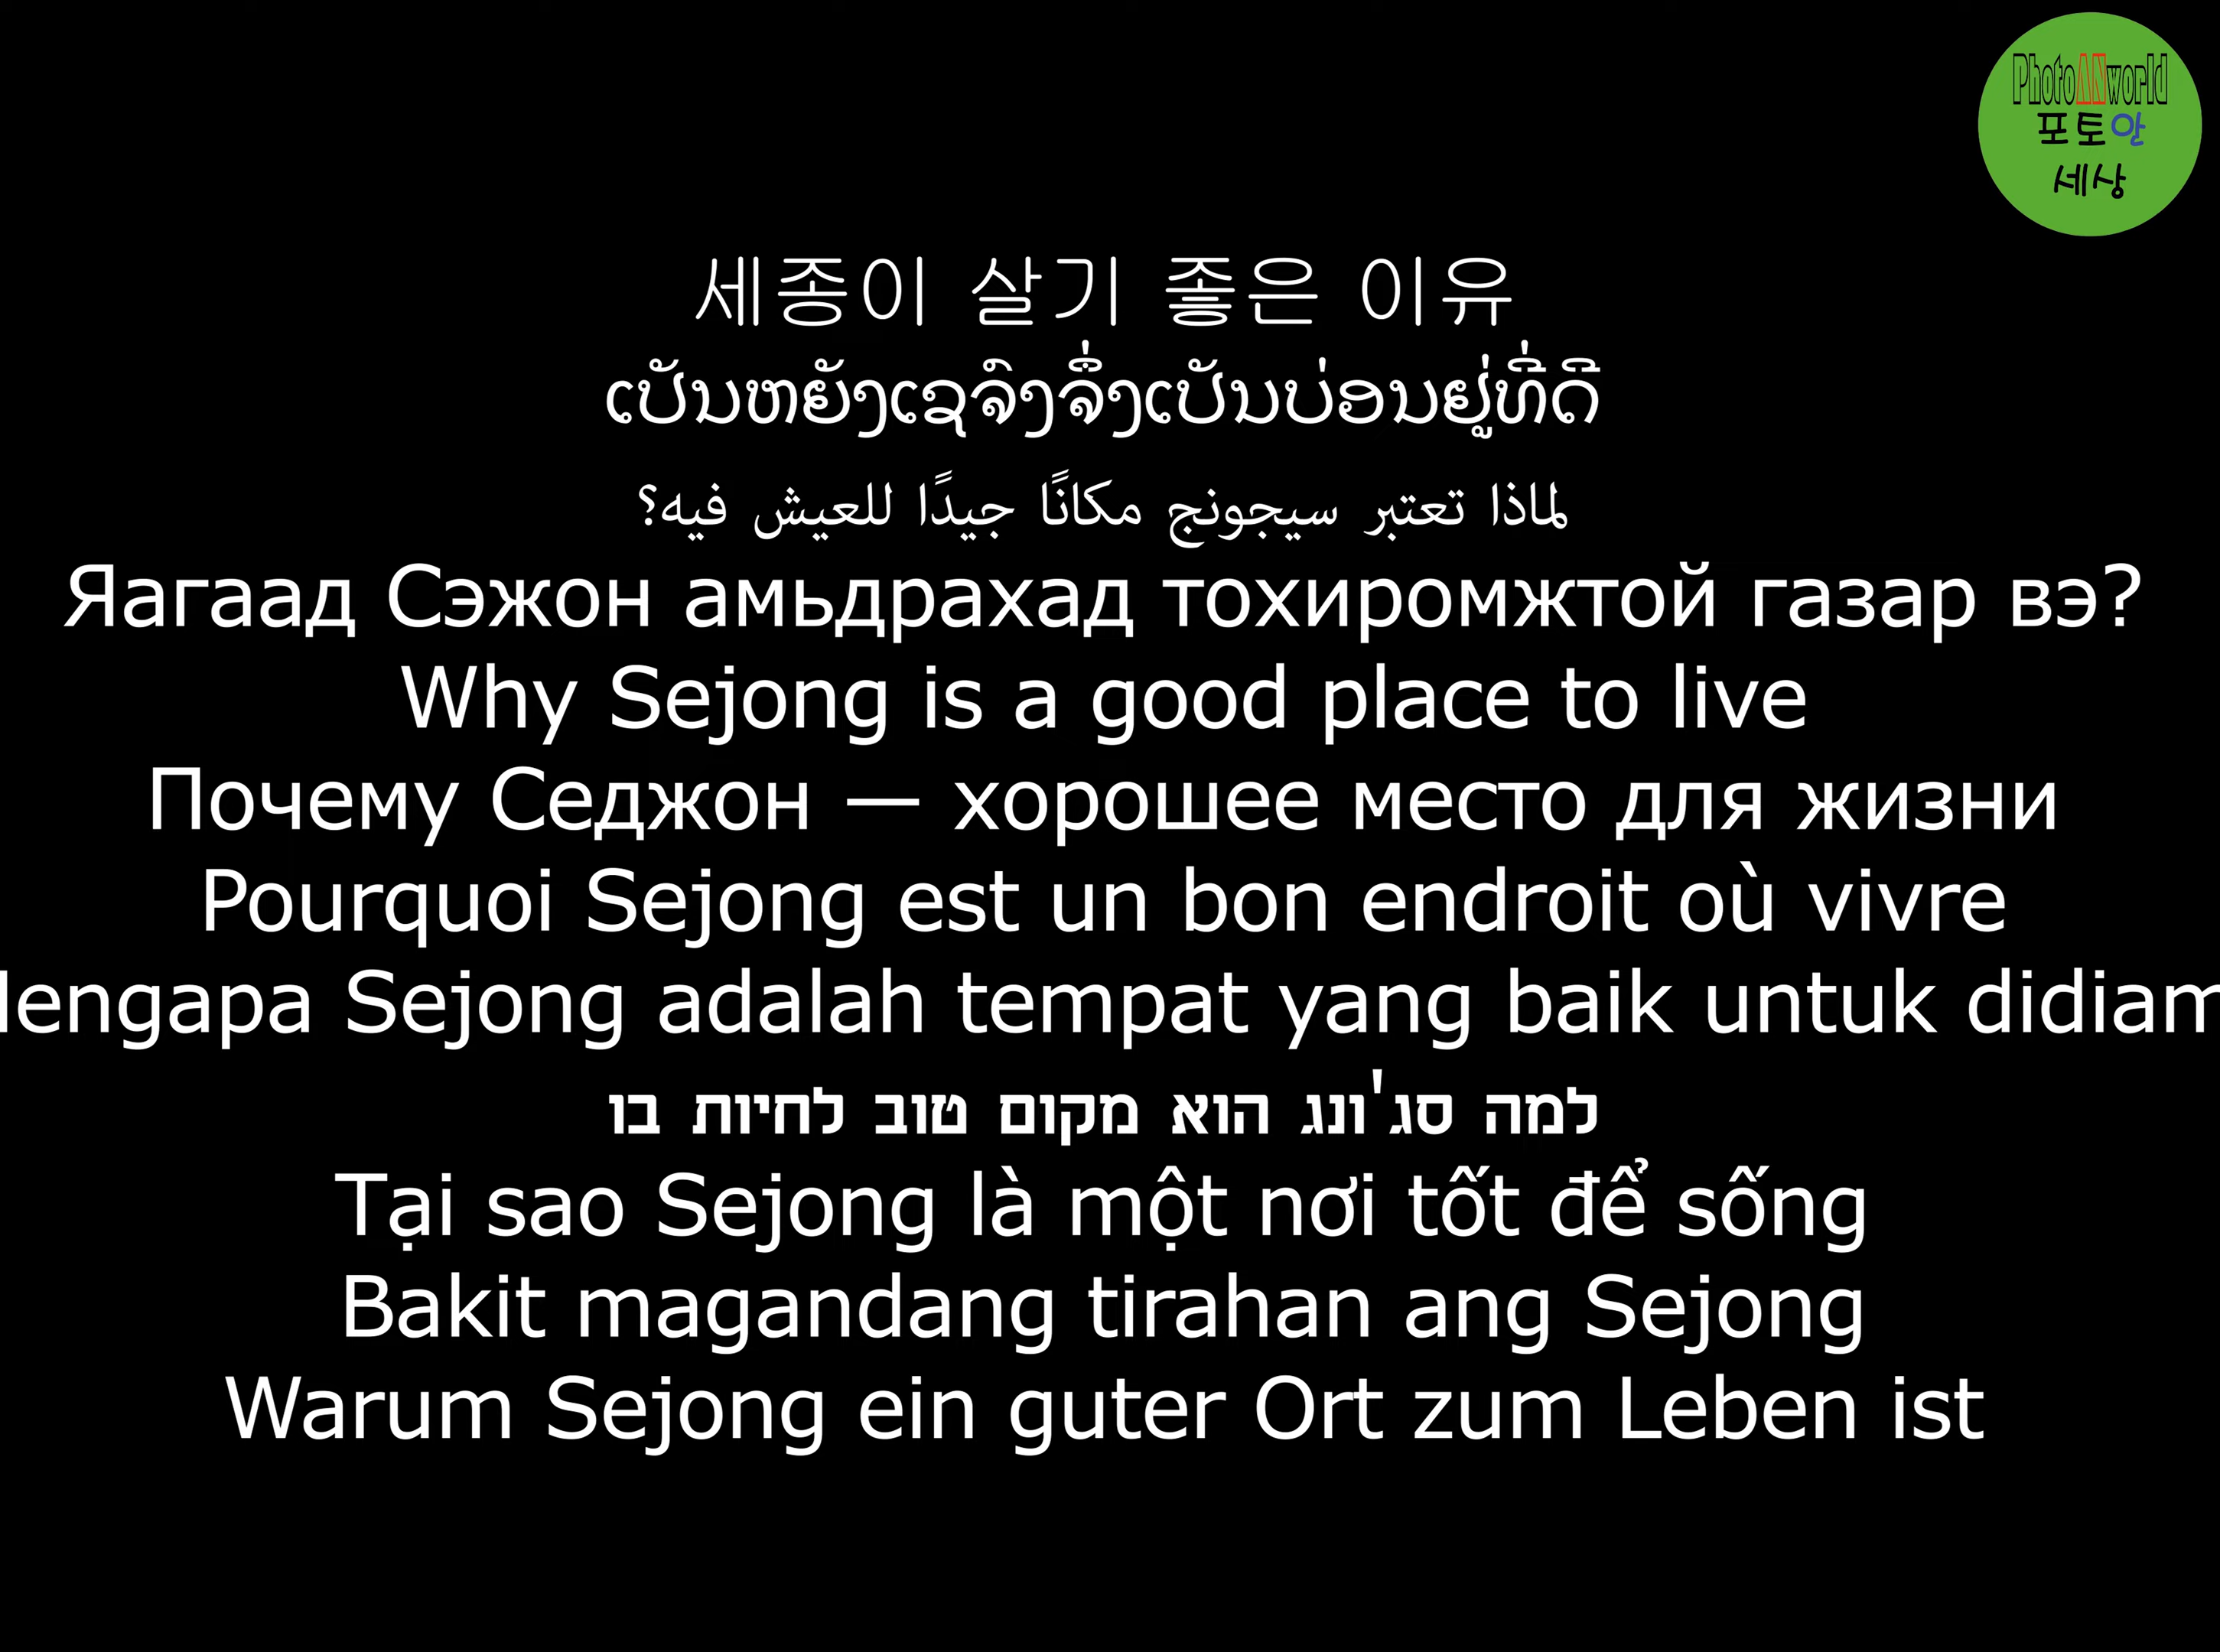 PhotoANworld
포토안
세상
세종이 살기 좋은 이유
ເປັນຫຍັງເຊຈົງຈຶ່ງເປັນບ່ອນຢູ່ທີ່ດີ
لماذا تعتبر سيجونج مكانًا جيدًا للعيش فيه؟
Яагаад Сэжон амьдрахад тохиромжтой газар вэ?
Why Sejong is a good place to live
Почему Седжон — хорошее место для жизни
Pourquoi Sejong est un bon endroit où vivre
lengapa Sejong adalah tempat yang baik untuk didiam
למה סג'ונג הוא מקום טוב לחיות בו
Tại sao Sejong là một nơi tốt để sống
Bakit magandang tirahan ang Sejong
Warum Sejong ein guter Ort zum Leben ist